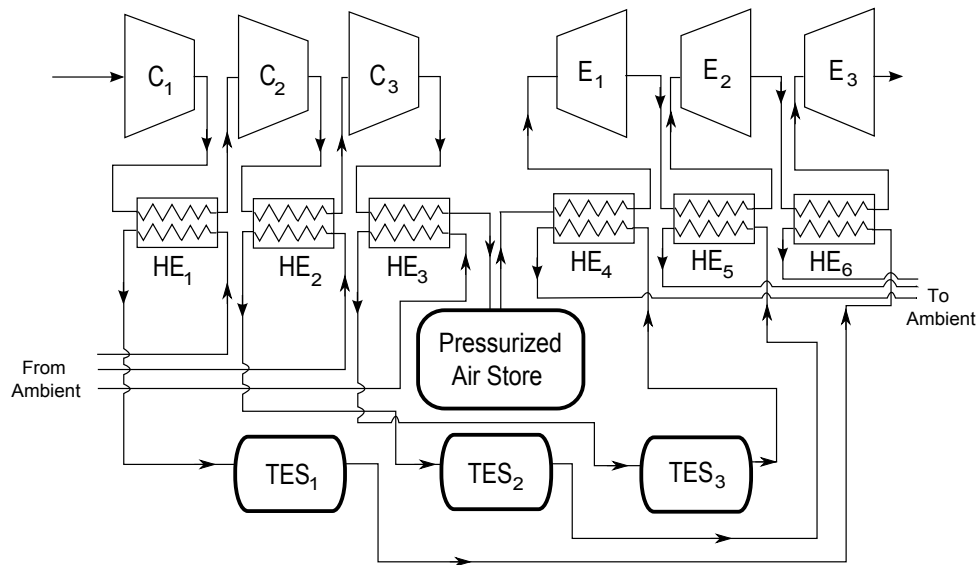 C1
C2
C3
E1
E2
E3
HE1
HE2
HE3
HE4
HE5
HE6
To
Ambient
Pressurized
Air Store
From
Ambient
TES1
TES2
TES3